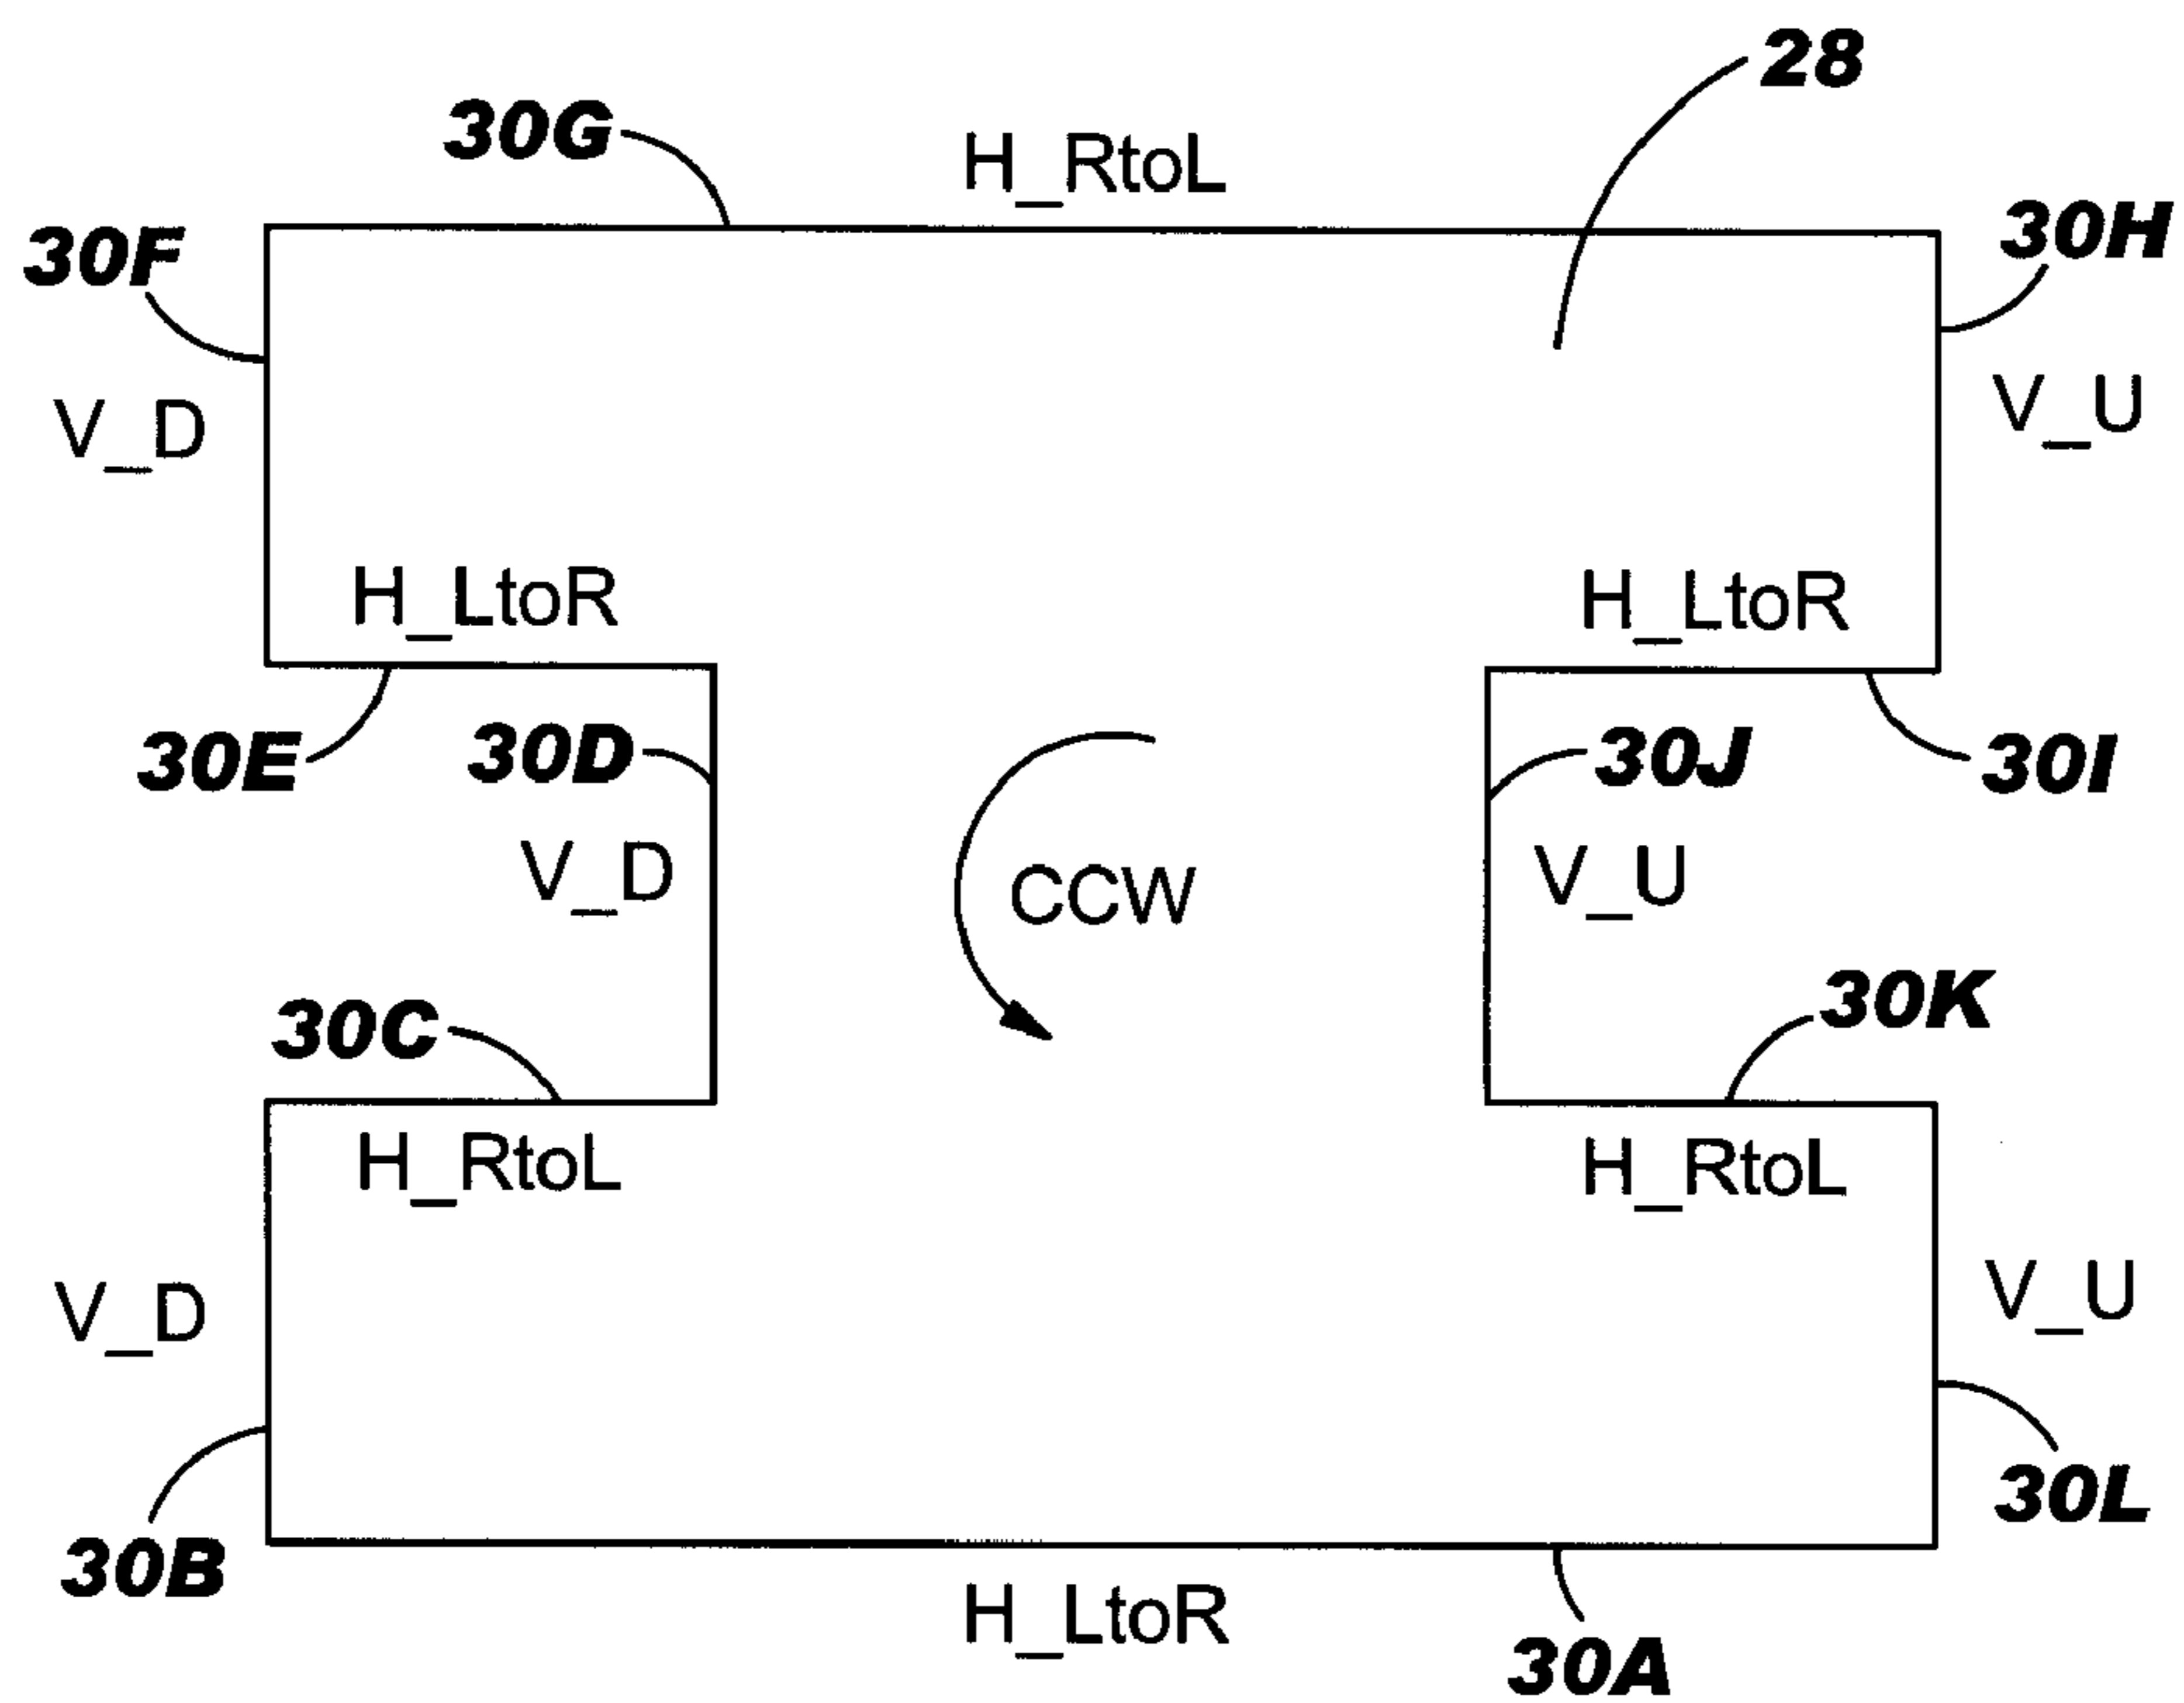 28
30G
H_RtoL
30F
30H
V_D
V_U
H_LtoR
H_LtoR
30E
30D
30J
30I
V_D
CCW
V_U
30C
30K
H_RtoL
H_RtoL
V_D
V_U
30B
30L
H_LtoR
30A